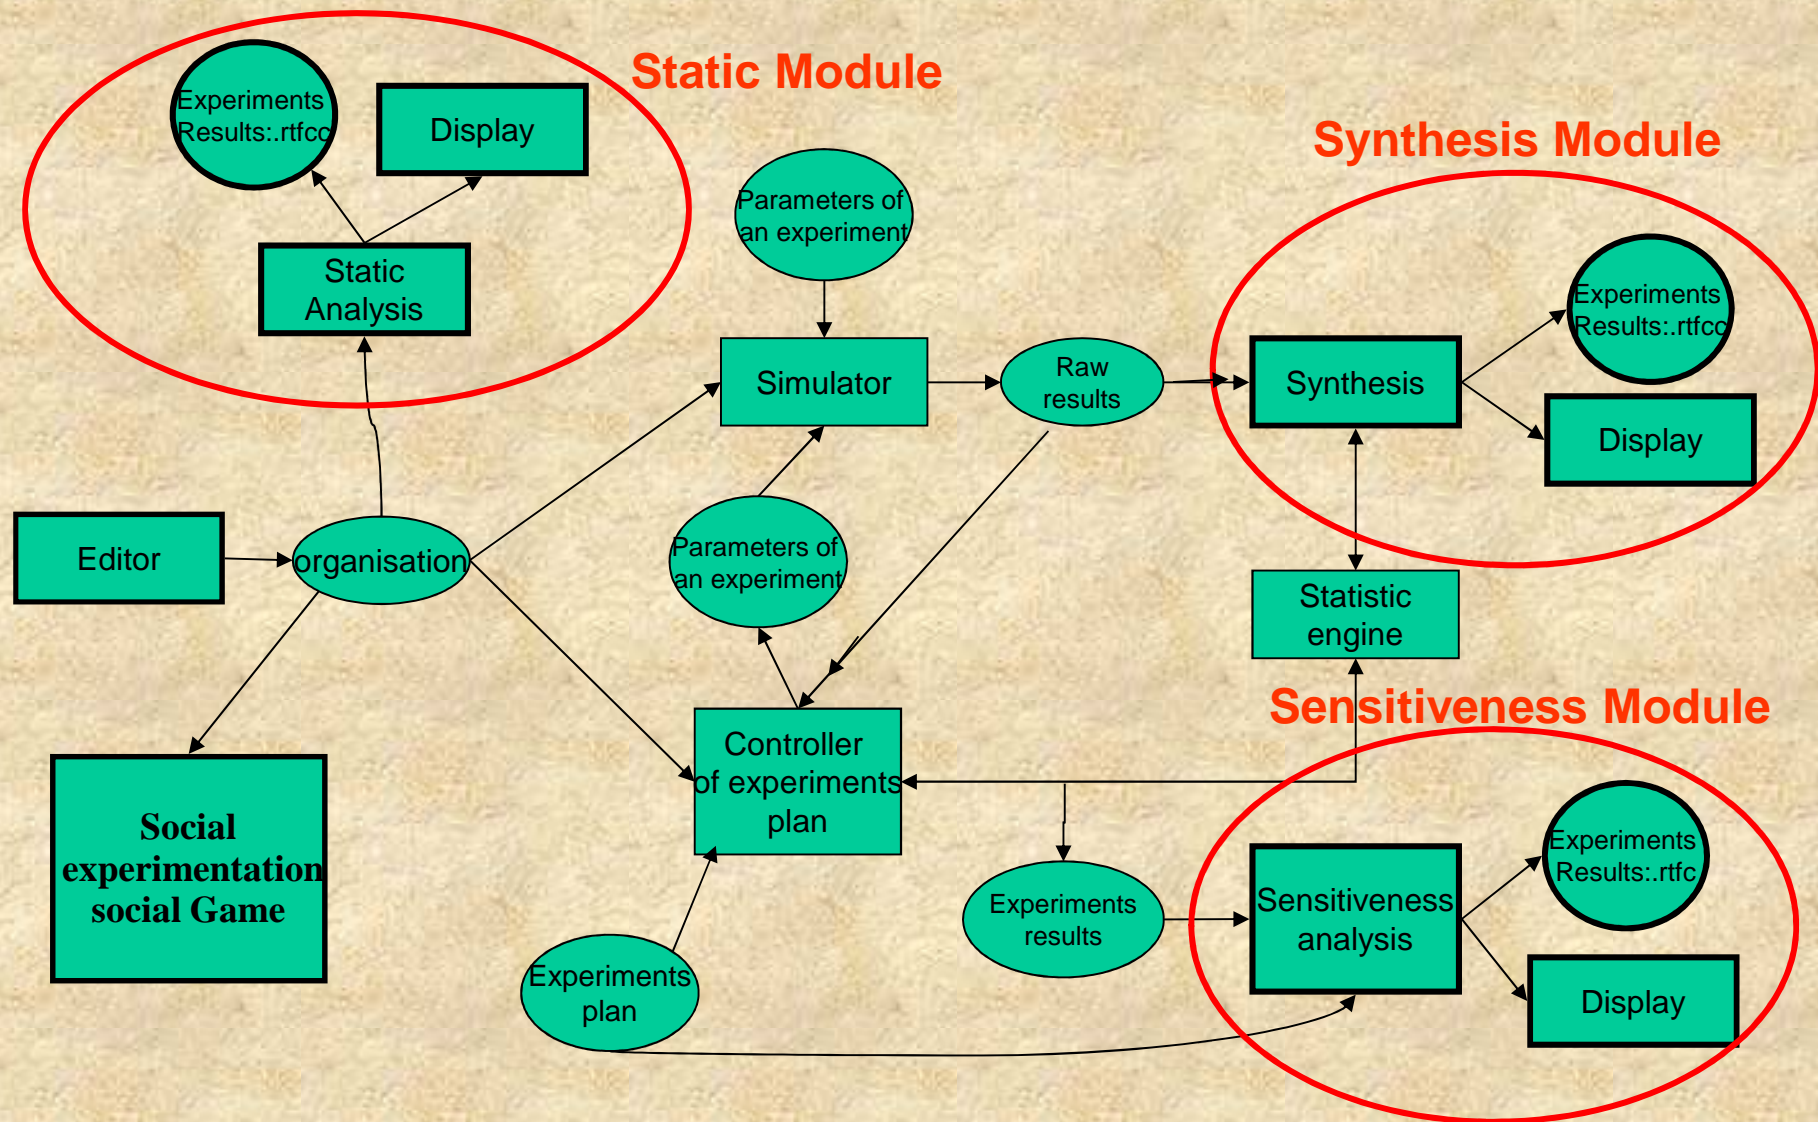 Static Module
Experiments
Results:.rtfcc
Display
Static
Analysis
Synthesis Module
Parameters of
an experiment
Experiments
Results:.rtfcc
Simulator
Raw
results
Synthesis
Display
Editor
organisation
Parameters of
an experiment
Statistic
engine
Sensitiveness Module
Controller
of experiments
plan
Social
experimentation
social Game
Experiments
Results:.rtfc
Experiments
results
Sensitiveness
analysis
Experiments
plan
Display